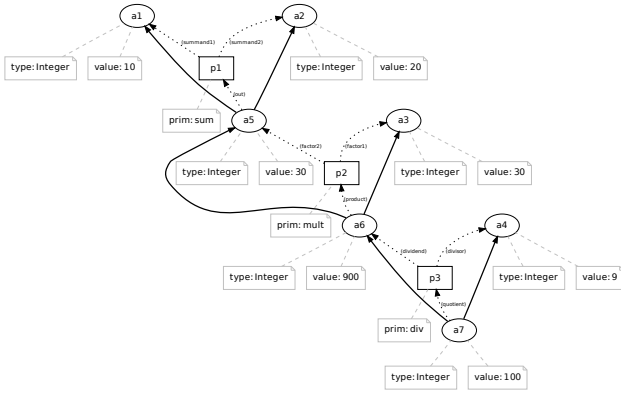 a1
a2
(summand1)
(summand2)
type:Integer
value: 10
p1
type:Integer
value: 20
(out)
prim: sum
a5
a3
(factor2)
(factor1)
type:Integer
value: 30
p2
type:Integer
value: 30
(product)
prim: mult
a6
a4
(dividend)
(divisor)
type:Integer
value: 900
p3
type:Integer
value: 9
(quotient)
prim:div
a7
type:Integer
value: 100